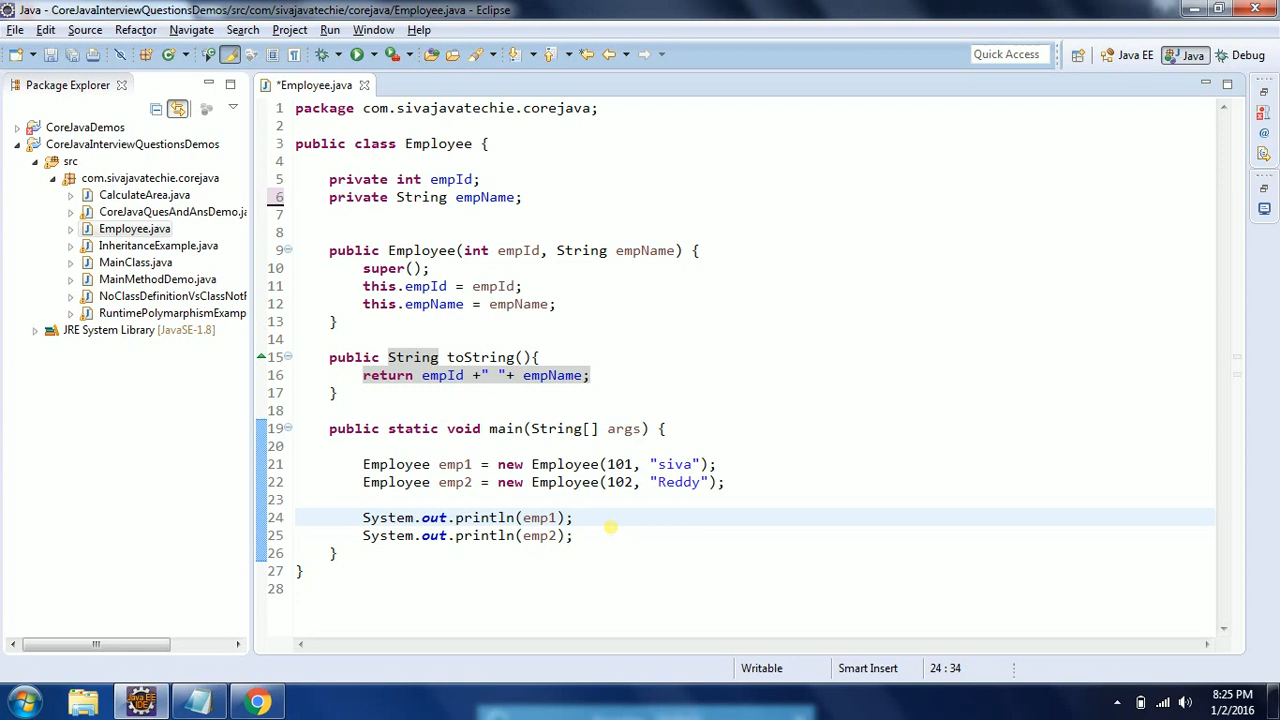 Java - CoreJavaInterviewQuestionsDemos/src/com/sivajavatechie/corejava/Employee.java - Eclipse
File Edit Source Refactor Navigate Search Project Run Window Help
Quick Access
Java EE
Java
Debug
Package Explorer
*Employee.java
CoreJavaDemos
CoreJavaInterviewQuestionsDemos
src
com.sivajavatechie.corejava
CalculateArea.java
CoreJavaQuesAndAnsDemo.ja
Employee.java
InheritanceExample.java
MainClass.java
MainMethodDemo.java
NoClassDefinitionVsClassNotF
RuntimePolymorphismExamp
JRE System Library [JavaSE-1.8]
1 package com.sivajavatechie.corejava;
2
3 public class Employee {
4
5 private int empId;
6 private String empName;
7
8
9 public Employee(int empId, String empName) {
10 super();
11 this.empId = empId;
12 this.empName = empName;
13 }
14
15 public String toString(){
16 return empId +" "+ empName;
17 }
18
19 public static void main(String[] args) {
20
21 Employee emp1 = new Employee(101, "siva");
22 Employee emp2 = new Employee(102, "Reddy");
23
24 System.out.println(emp1);
25 System.out.println(emp2);
26 }
27 }
28
Writable
Smart Insert
24 : 34
Java EE
IDE
8:25 PM
1/2/2016